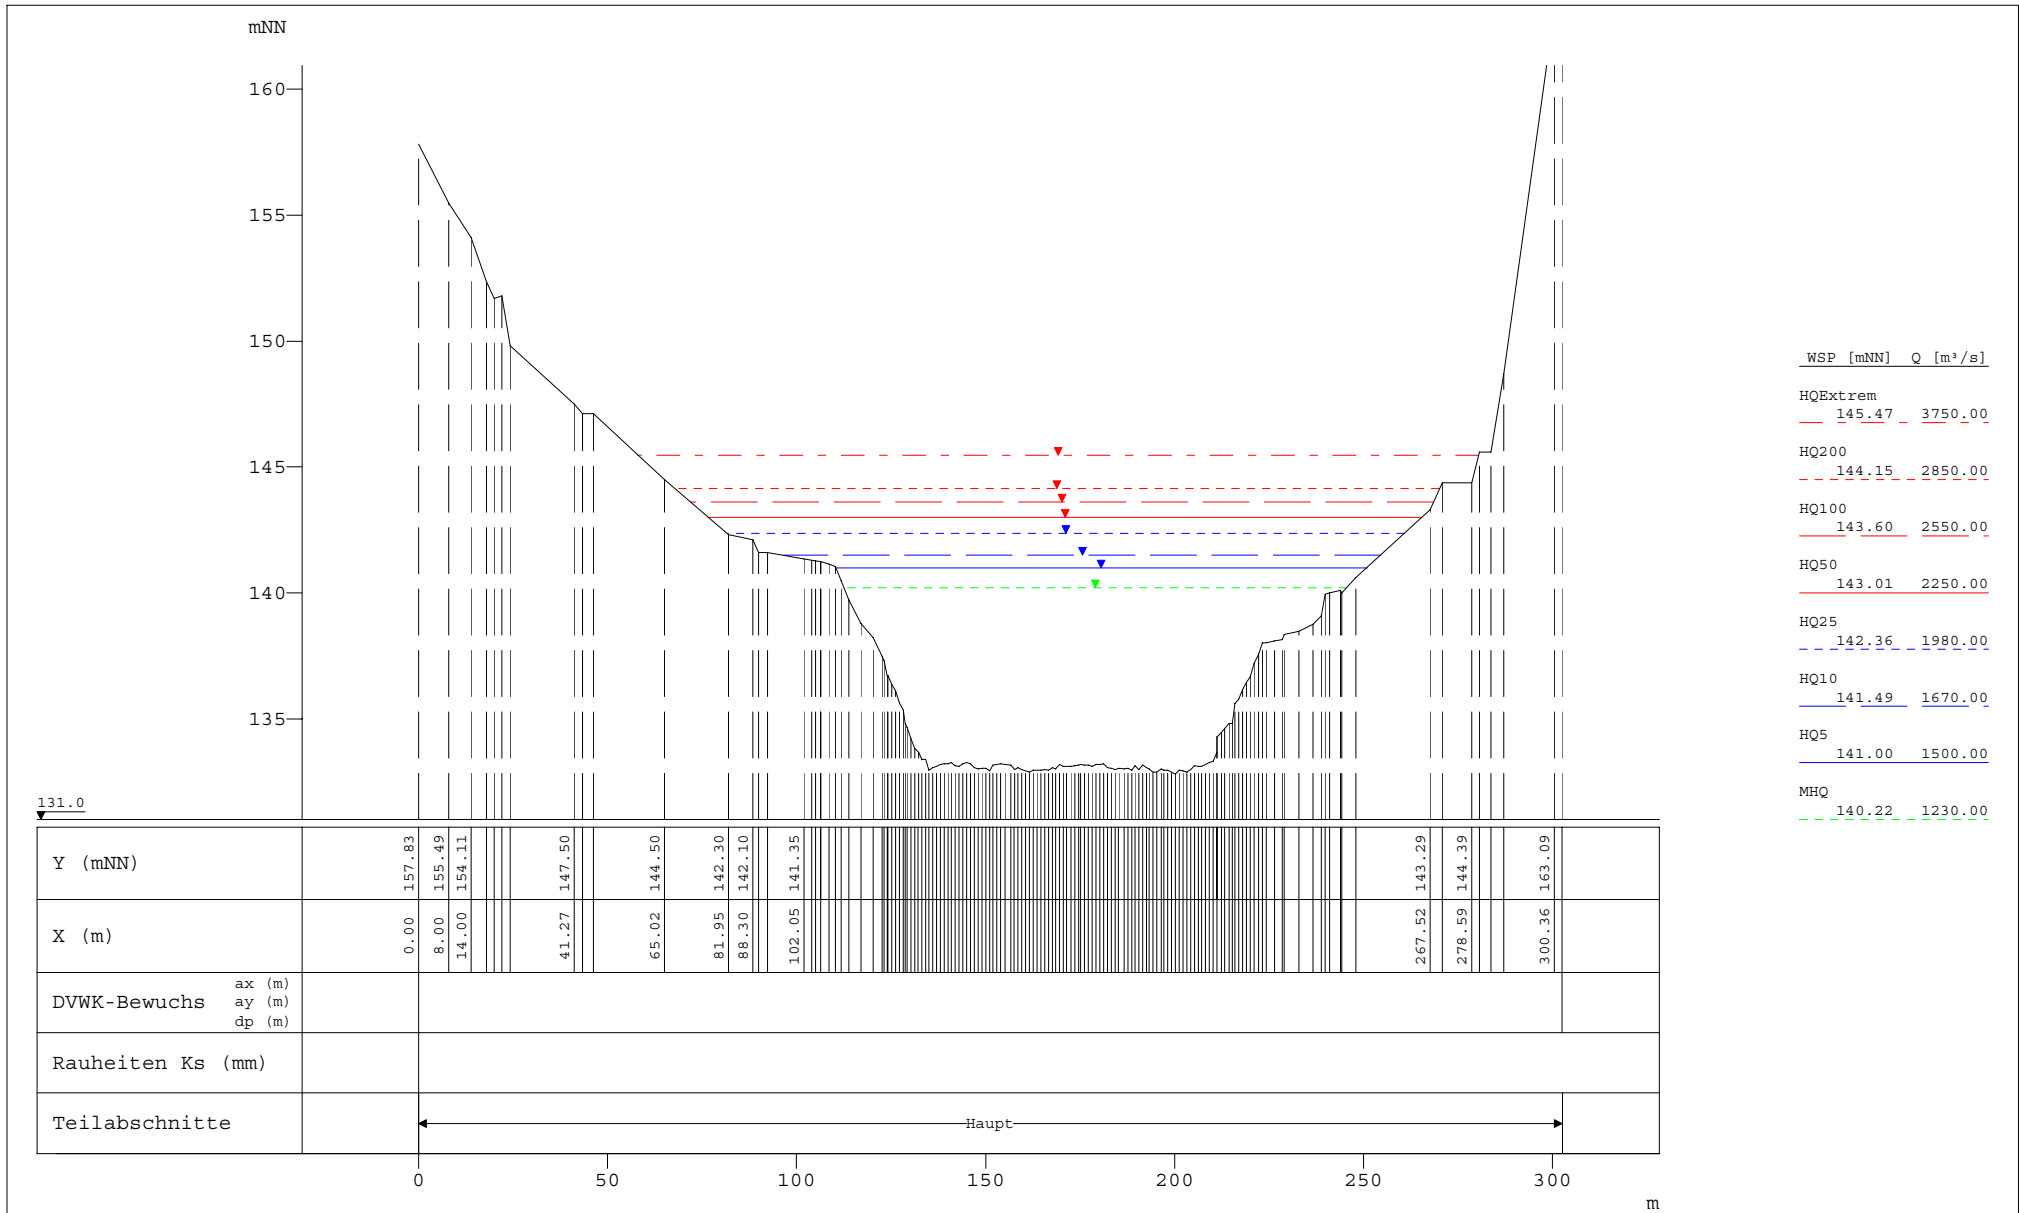 mNN
160
155
150
145
140
135
131.0
WSP [mNN] Q [m³/s]
HQExtrem
145.47 3750.00
HQ200
144.15 2850.00
HQ100
143.60 2550.00
HQ50
143.01 2250.00
HQ25
142.36 1980.00
HQ10
141.49 1670.00
HQ5
141.00 1500.00
MHQ
140.22 1230.00
Y (mNN) 157.83 155.49 154.11 147.50 144.50 142.30 142.10 141.35 143.29 144.39 163.09
X (m) 0.00 8.00 14.00 41.27 65.02 81.95 88.30 102.05 267.52 278.59 300.36
DVWK-Bewuchs
ax (m)
ay (m)
dp (m)
Rauheiten Ks (mm)
Teilabschnitte Haupt
0 50 100 150 200 250 300
m